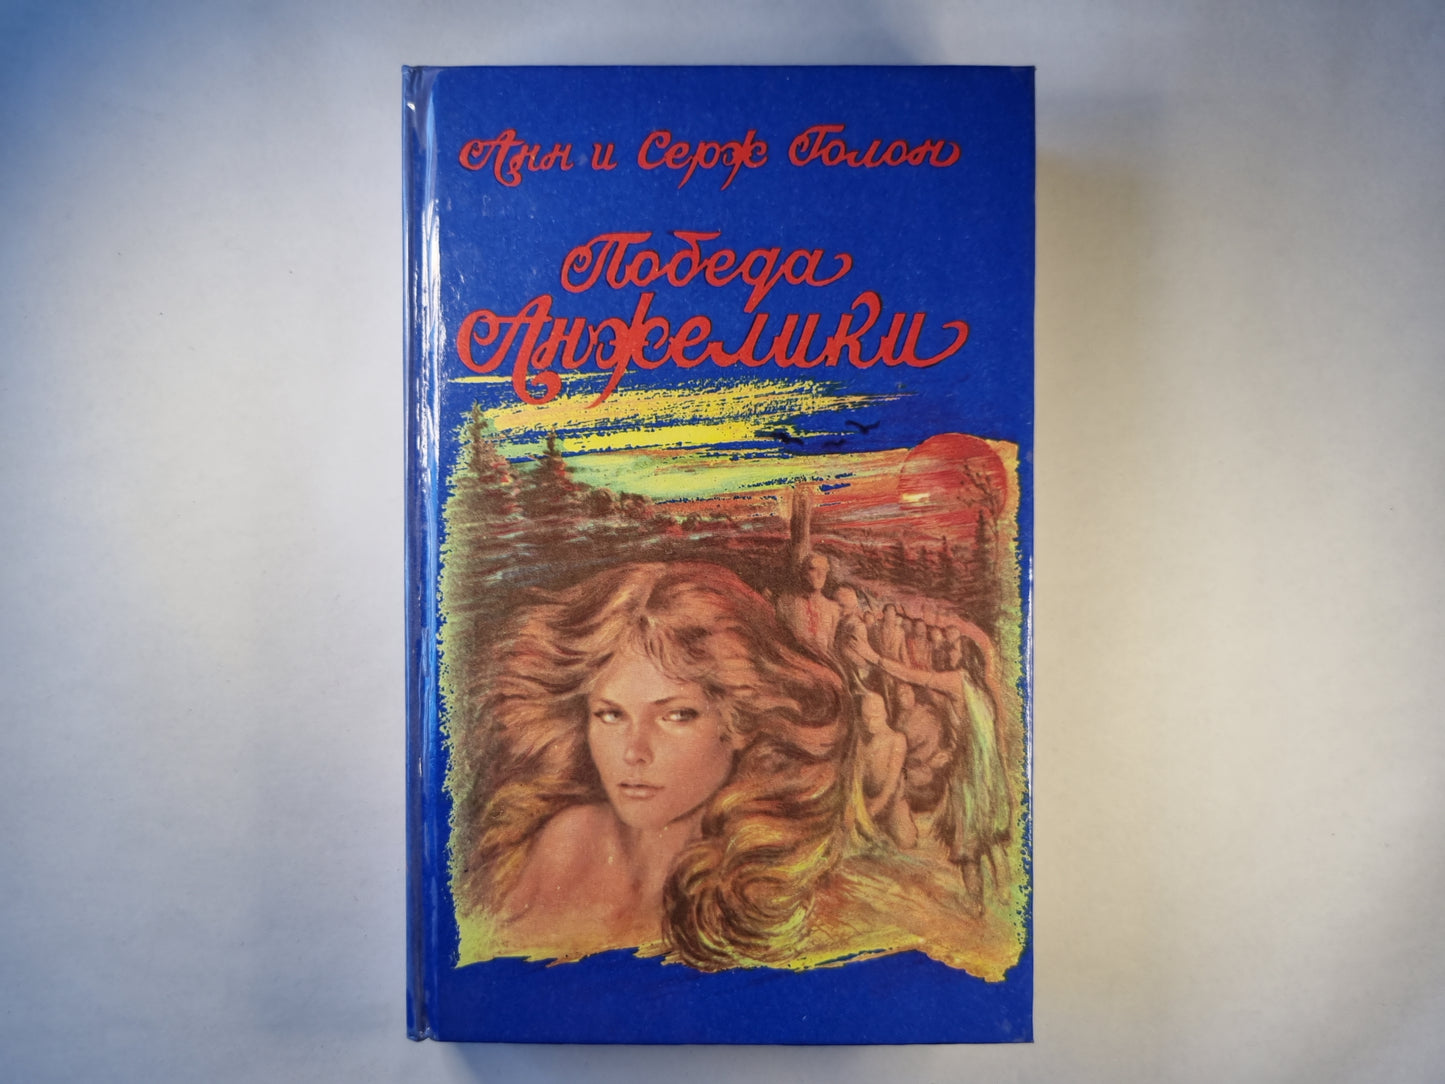 Анн и Серж Голон
Победа
Анжелики